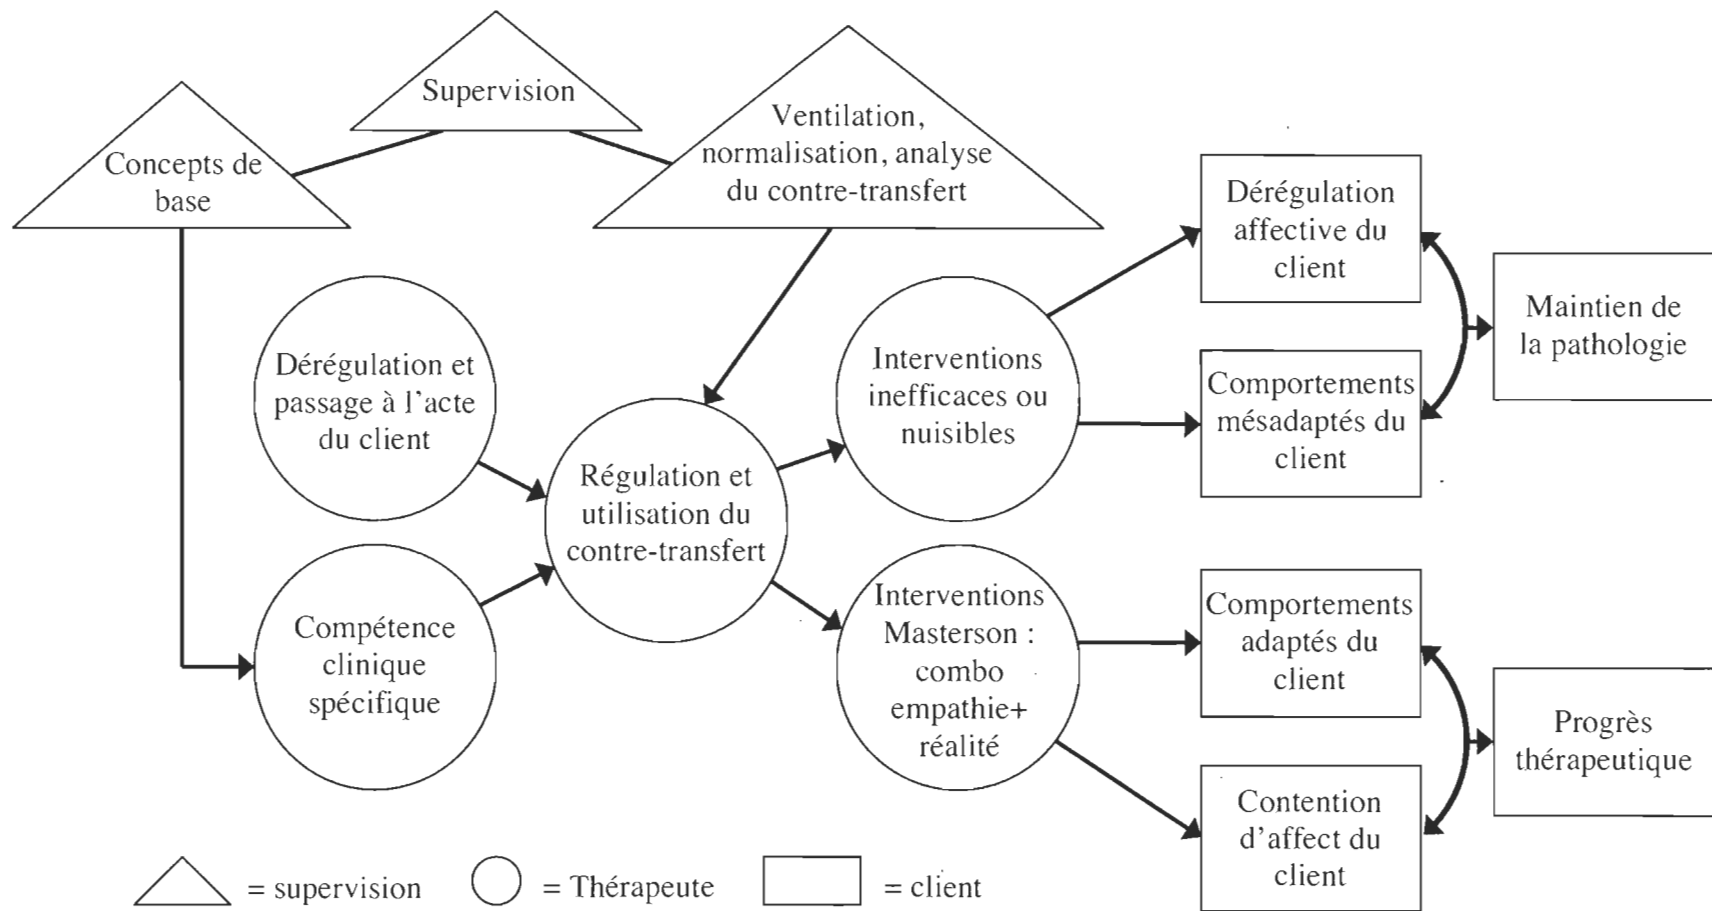 Supervision
Concepts de
base
Ventilation,
normalisation, analyse
du contre-transfert
Dérégulation et
passage à l'acte
du client
Compétence
clinique
spécifique
Régulation et
utilisation du
contre-transfert
Interventions
inefficaces ou
nuisibles
Interventions
Masterson :
combo
empathie+
réalité
Dérégulation
affective du
client
Comportements
mésadaptés du
client
Maintien de
la pathologie
Comportements
adaptés du
client
Contention
d'affect du
client
Progrès
thérapeutique
= supervision
= Thérapeute
= client